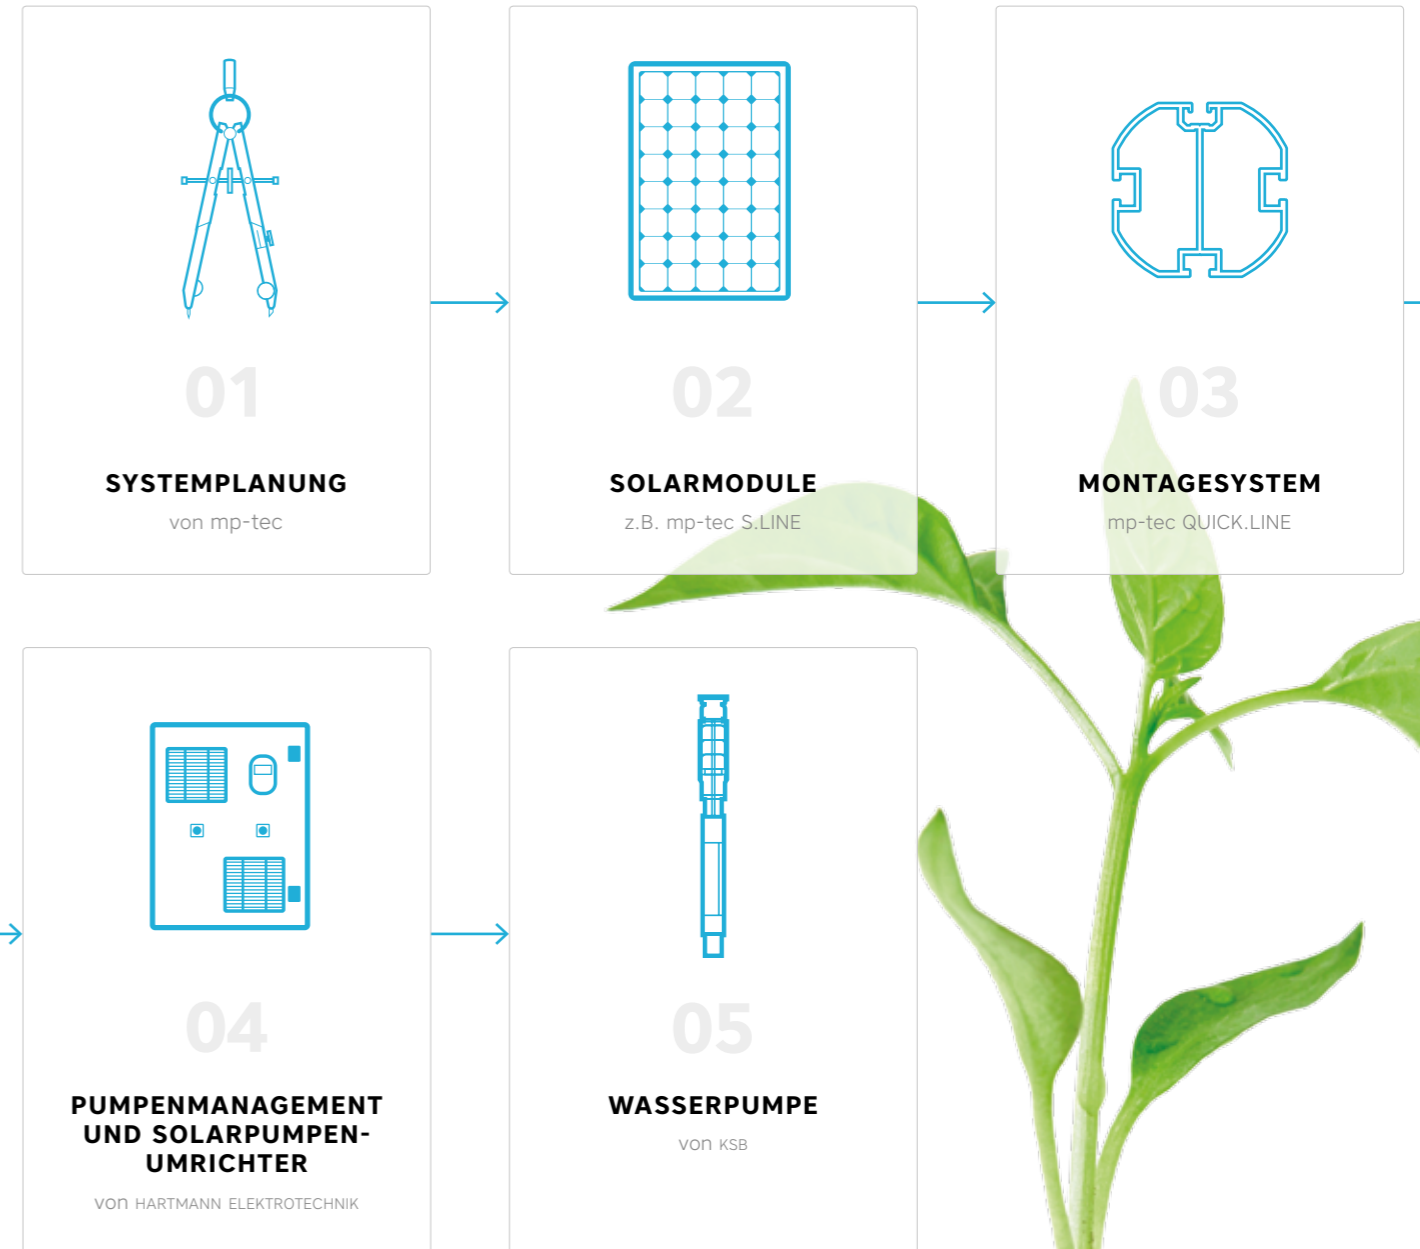 01
SYSTEMPLANUNG
von mp-tec
02
SOLARMODULE
z.B. mp-tec S.LINE
03
MONTAGESYSTEM
mp-tec QUICK.LINE
04
PUMPENMANAGEMENT
UND SOLARPUMPEN-
UMRICHTER
von HARTMANN ELEKTROTECHNIK
05
WASSERPUMPE
von KSB